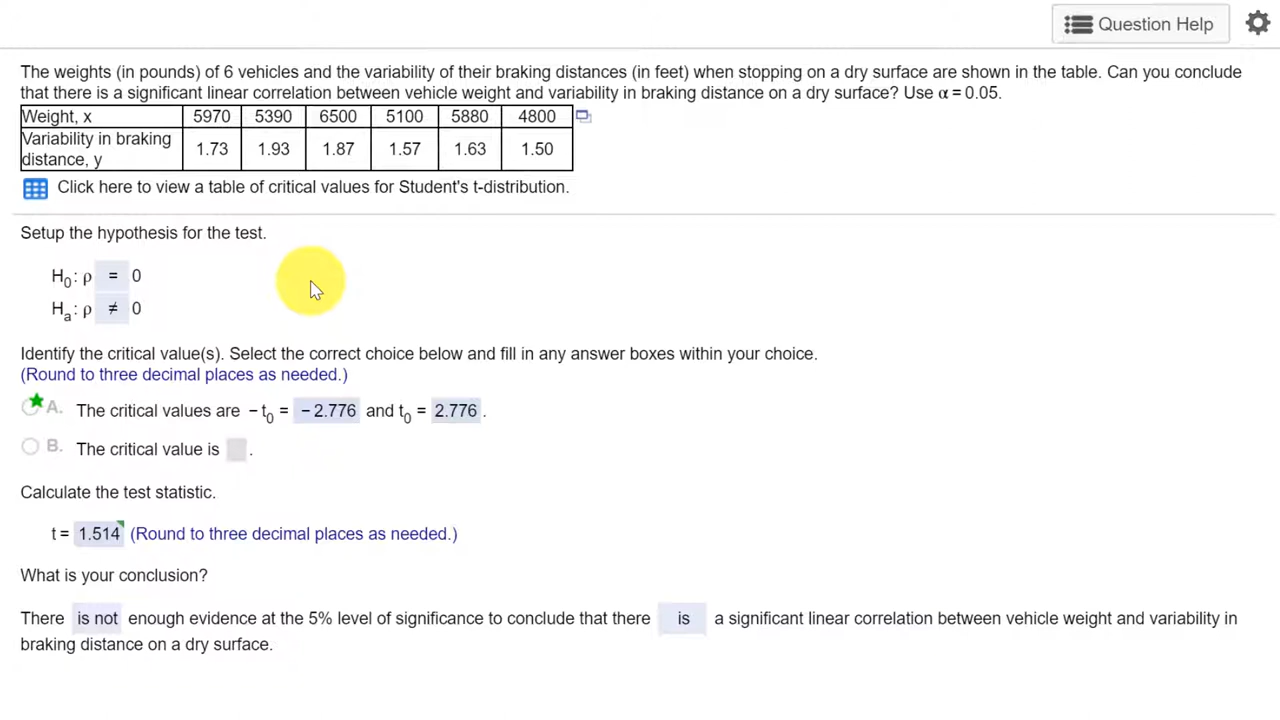 Question Help
The weights (in pounds) of 6 vehicles and the variability of their braking distances (in feet) when stopping on a dry surface are shown in the table. Can you conclude
that there is a significant linear correlation between vehicle weight and variability in braking distance on a dry surface? Use α = 0.05.
Weight, x 5970 5390 6500 5100 5880 4800
Variability in braking
distance, y 1.73 1.93 1.87 1.57 1.63 1.50
Click here to view a table of critical values for Student's t-distribution.
Setup the hypothesis for the test.
H₀: ρ = 0
Hₐ: ρ ≠ 0
Identify the critical value(s). Select the correct choice below and fill in any answer boxes within your choice.
(Round to three decimal places as needed.)
A. The critical values are − t₀ = − 2.776 and t₀ = 2.776 .
B. The critical value is .
Calculate the test statistic.
t = 1.514 (Round to three decimal places as needed.)
What is your conclusion?
There is not enough evidence at the 5% level of significance to conclude that there is a significant linear correlation between vehicle weight and variability in
braking distance on a dry surface.